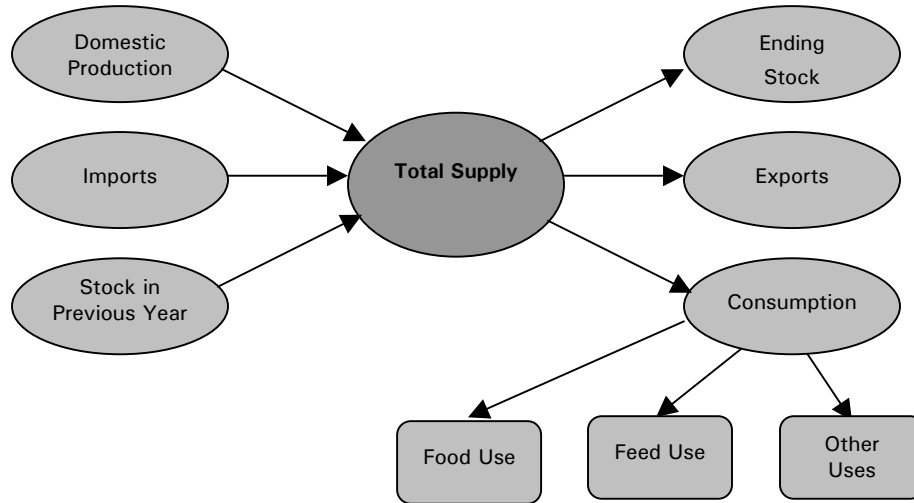 Domestic
Production
Ending
Stock
Imports
Total Supply
Exports
Stock in
Previous Year
Consumption
Food Use
Feed Use
Other
Uses